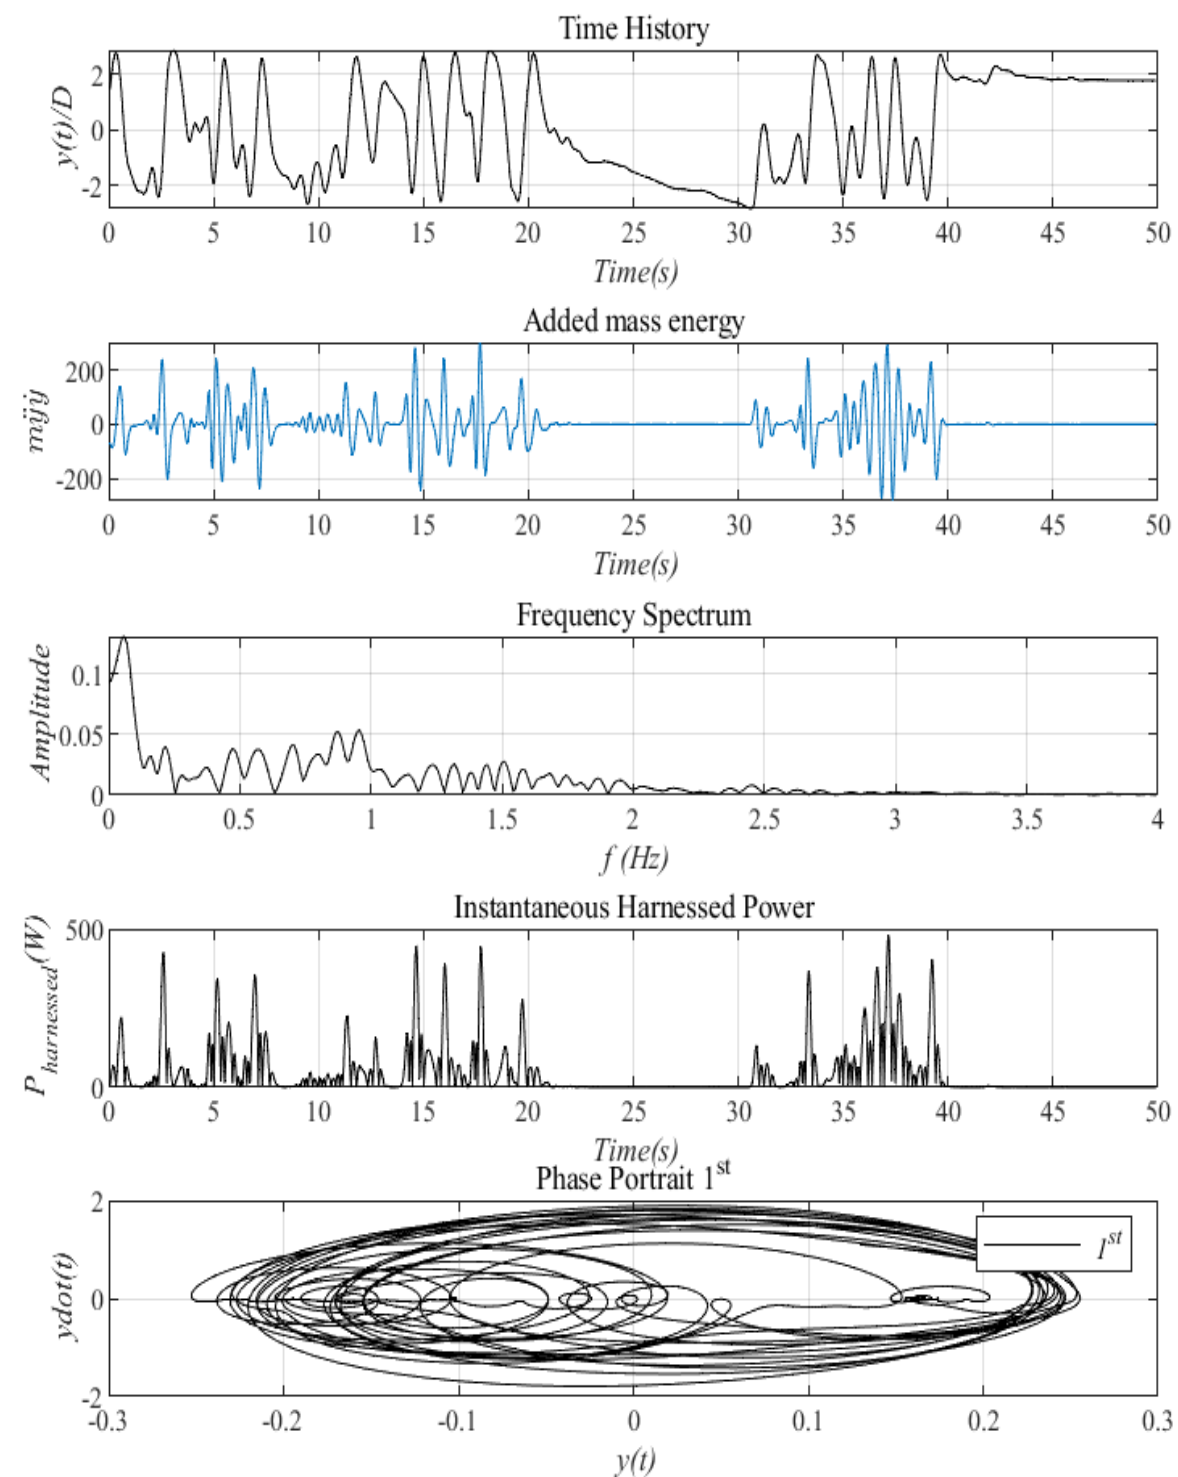 Time History
y(t)/D
2
0
-2
0 5 10 15 20 25 30 35 40 45 50
Time(s)
Added mass energy
mÿẏ
200
0
-200
0 5 10 15 20 25 30 35 40 45 50
Time(s)
Frequency Spectrum
Amplitude
0.1
0.05
0
0 0.5 1 1.5 2 2.5 3 3.5 4
f (Hz)
Instantaneous Harnessed Power
P harnessed (W)
500
0
0 5 10 15 20 25 30 35 40 45 50
Time(s)
Phase Portrait 1st
ydot(t)
2
0
-2
1st
-0.3 -0.2 -0.1 0 0.1 0.2 0.3
y(t)